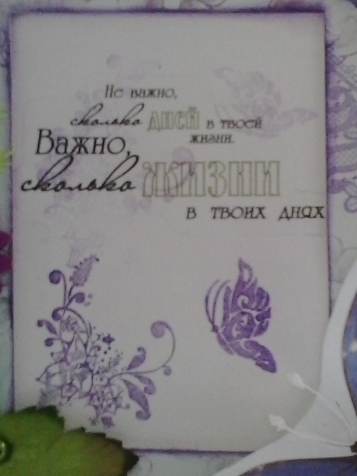 Не важно,
сколько дней в твоей
жизни.
Важно,
сколько жизни
в твоих днях